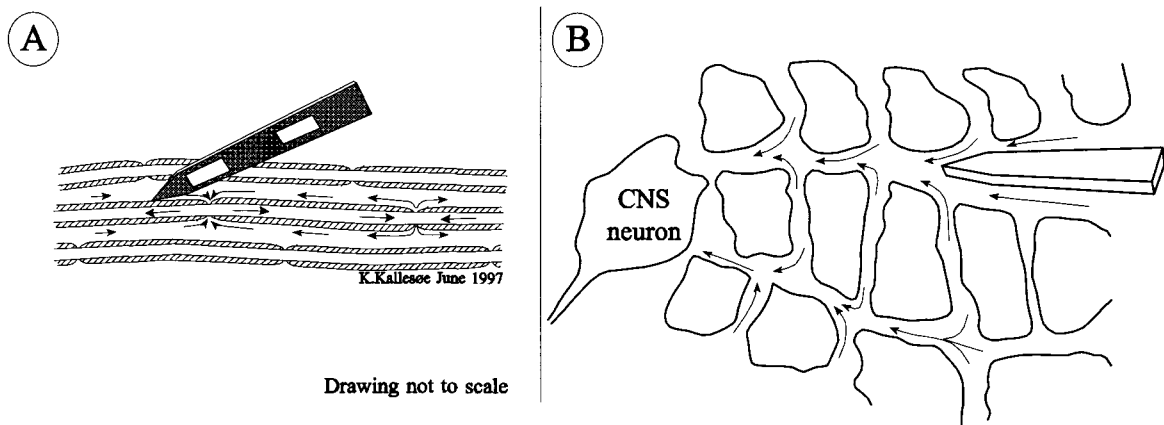 A
K.Kallesøe June 1997
Drawing not to scale
B
CNS
neuron